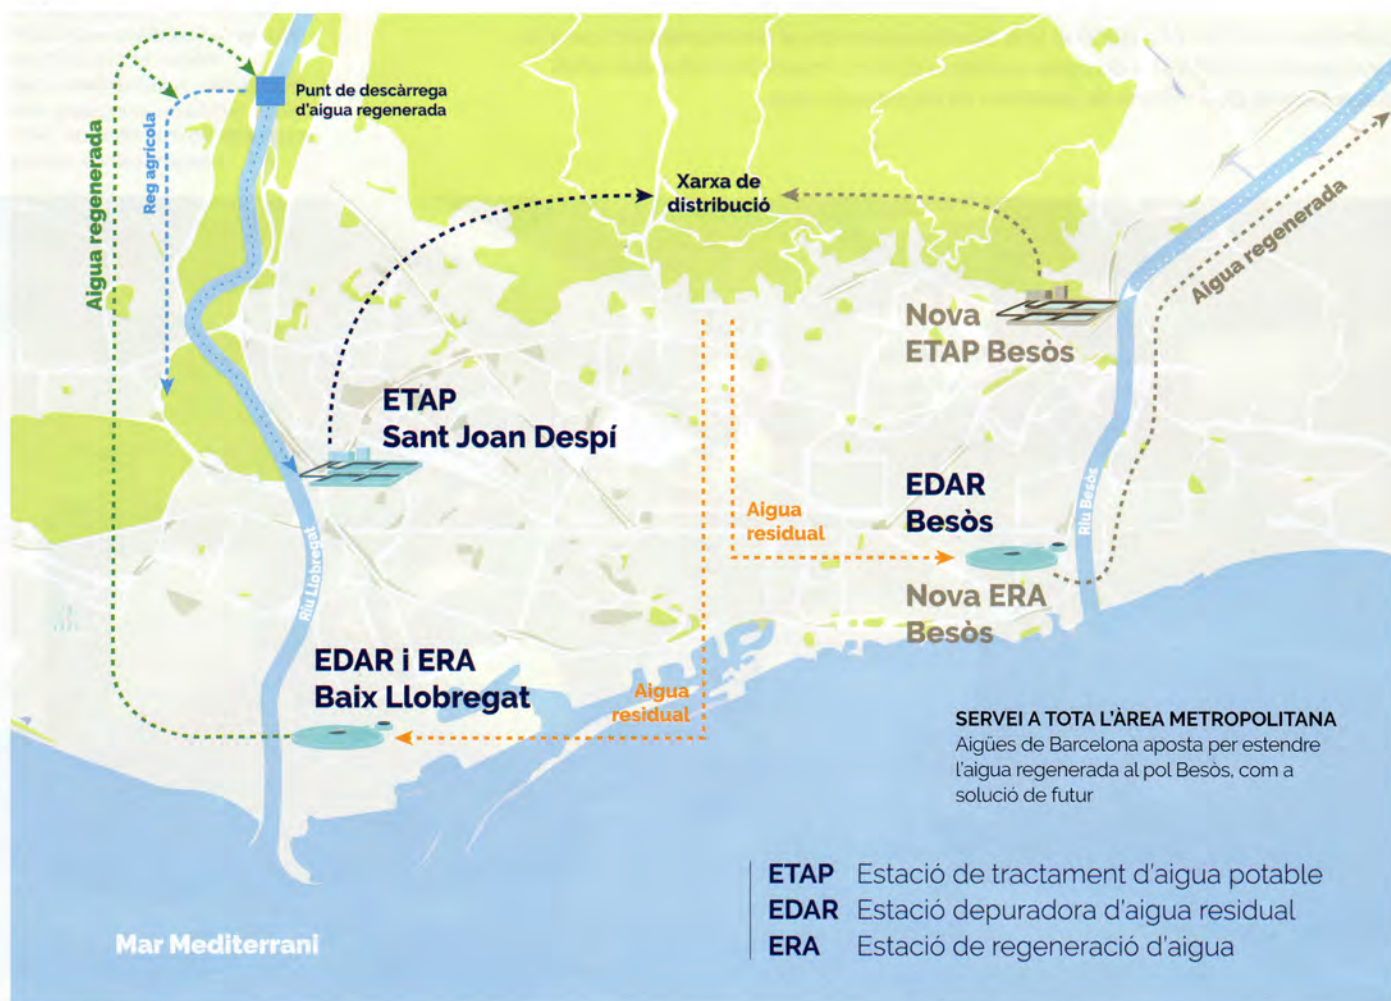 Punt de descàrrega
d'aigua regenerada
Aigua regenerada
Reg agrícola
Xarxa de
distribució
Aigua regenerada
Nova
ETAP Besòs
ETAP
Sant Joan Despí
EDAR
Besòs
Riu Besòs
Aigua
residual
Riu Llobregat
Nova ERA
Besòs
EDAR i ERA
Baix Llobregat
Aigua
residual
SERVEI A TOTA L'ÀREA METROPOLITANA
Aigües de Barcelona aposta per estendre
l'aigua regenerada al pol Besòs, com a
solució de futur
ETAP Estació de tractament d'aigua potable
EDAR Estació depuradora d'aigua residual
ERA Estació de regeneració d'aigua
Mar Mediterrani